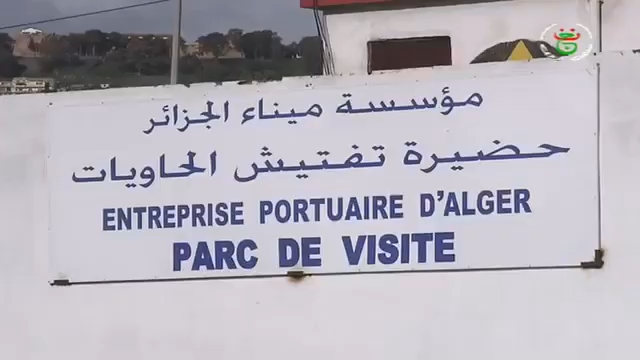 مؤسسة ميناء الجزائر
حضيرة تفتيش الحاويات
ENTREPRISE PORTUAIRE D'ALGER
PARC DE VISITE